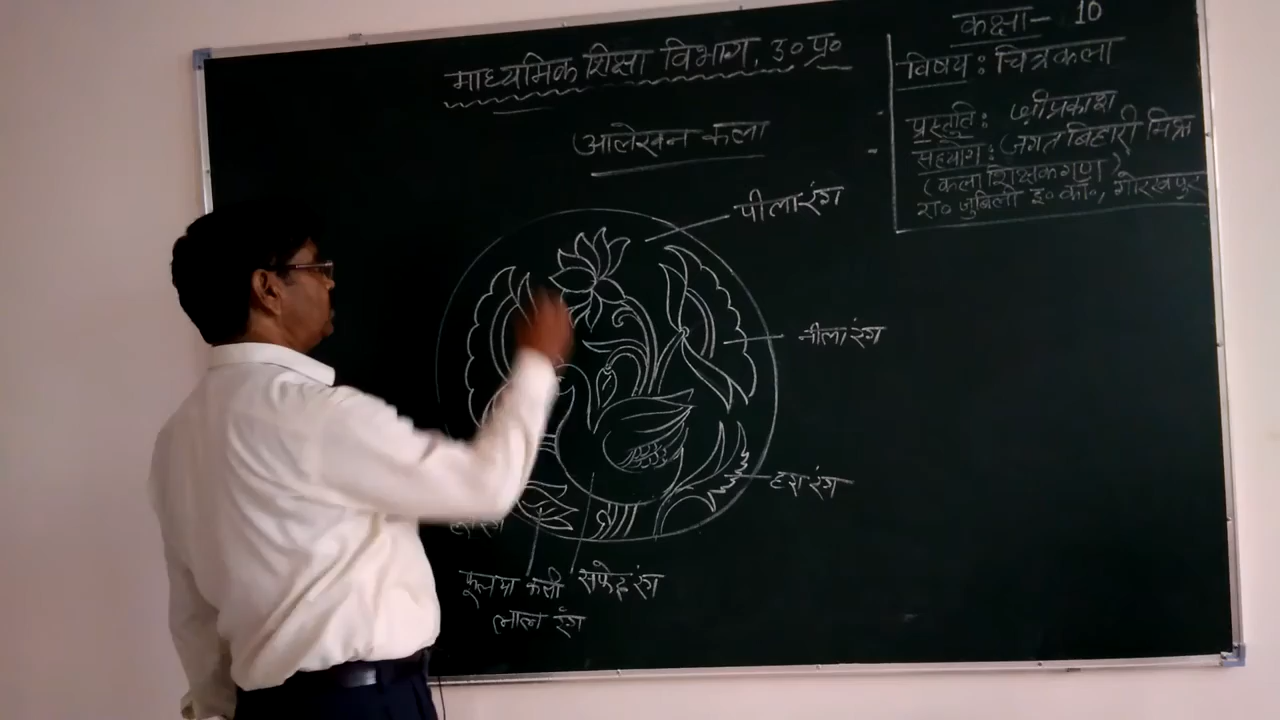 माध्यमिक शिक्षा विभाग, उ० प्र०
आलेखन कला
कक्षा- 10
विषय: चित्रकला
प्रस्तुति: श्रीप्रकाश
सहयोग: जगत बिहारी मिश्र
(कला शिक्षकगण)
रा० जुबिली इ० का०, गोरखपुर
पीला रंग
नीला रंग
हरा रंग
फूल या कली सफेद रंग
लाल रंग